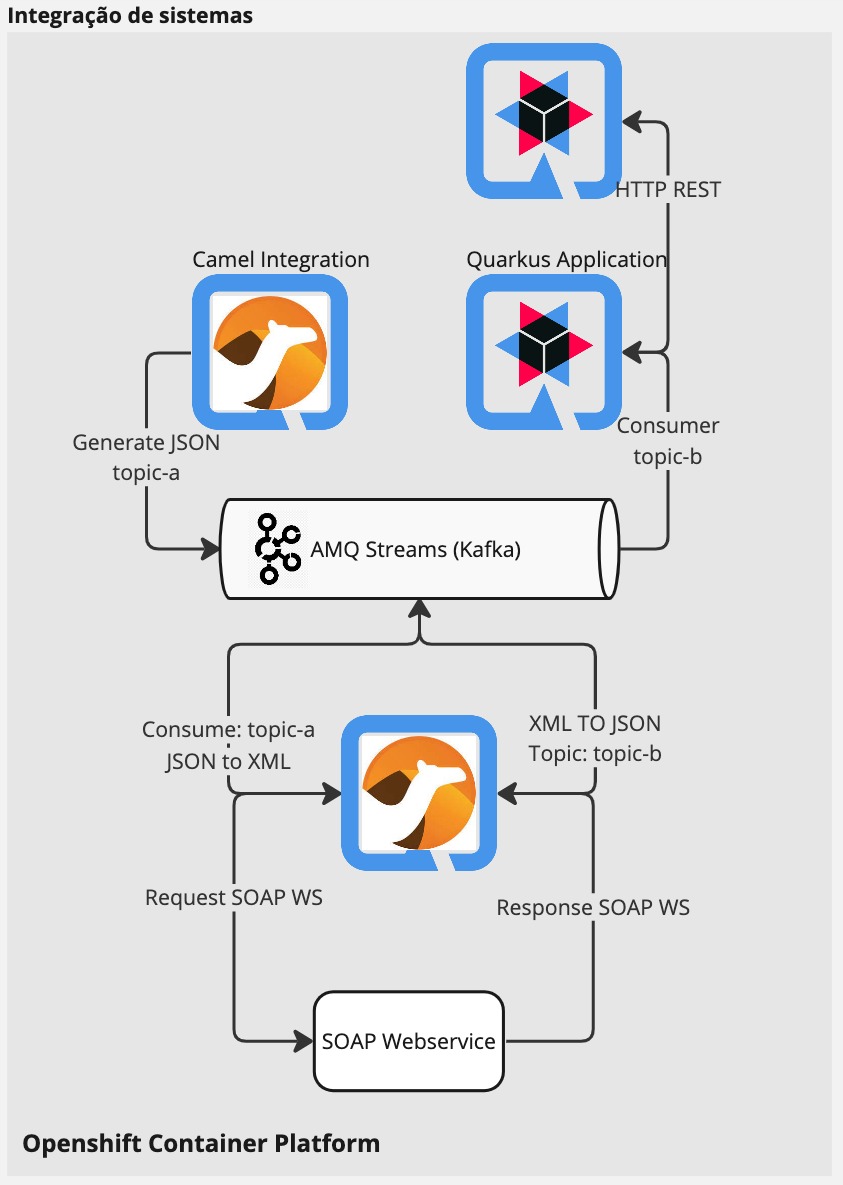 Integração de sistemas
HTTP REST
Camel Integration
Quarkus Application
Generate JSON
topic-a
Consumer
topic-b
AMQ Streams (Kafka)
Consume: topic-a
JSON to XML
XML TO JSON
Topic: topic-b
Request SOAP WS
Response SOAP WS
SOAP Webservice
Openshift Container Platform